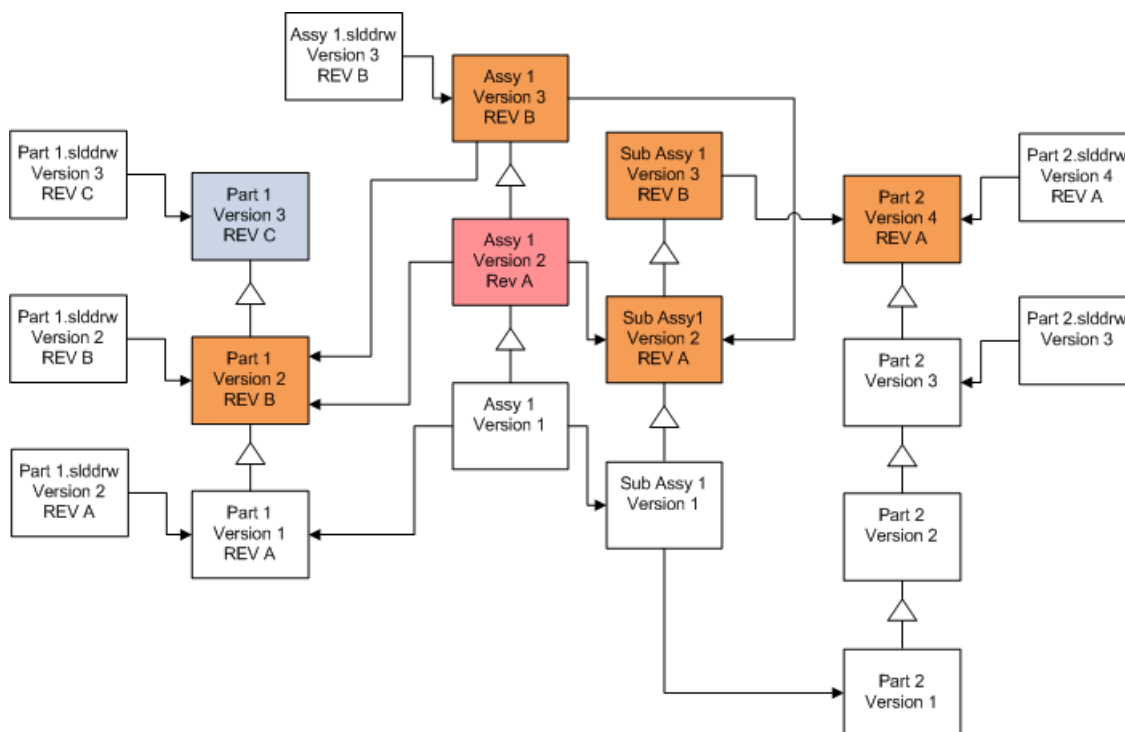 Assy 1.slddrw
Version 3
REV B
Assy 1
Version 3
REV B
Part 1.slddrw
Version 3
REV C
Part 1
Version 3
REV C
Sub Assy 1
Version 3
REV B
Part 2
Version 4
REV A
Part 2.slddrw
Version 4
REV A
Assy 1
Version 2
Rev A
Part 1.slddrw
Version 2
REV B
Part 1
Version 2
REV B
Sub Assy1
Version 2
REV A
Part 2
Version 3
Part 2.slddrw
Version 3
Assy 1
Version 1
Part 1.slddrw
Version 2
REV A
Part 1
Version 1
REV A
Sub Assy 1
Version 1
Part 2
Version 2
Part 2
Version 1